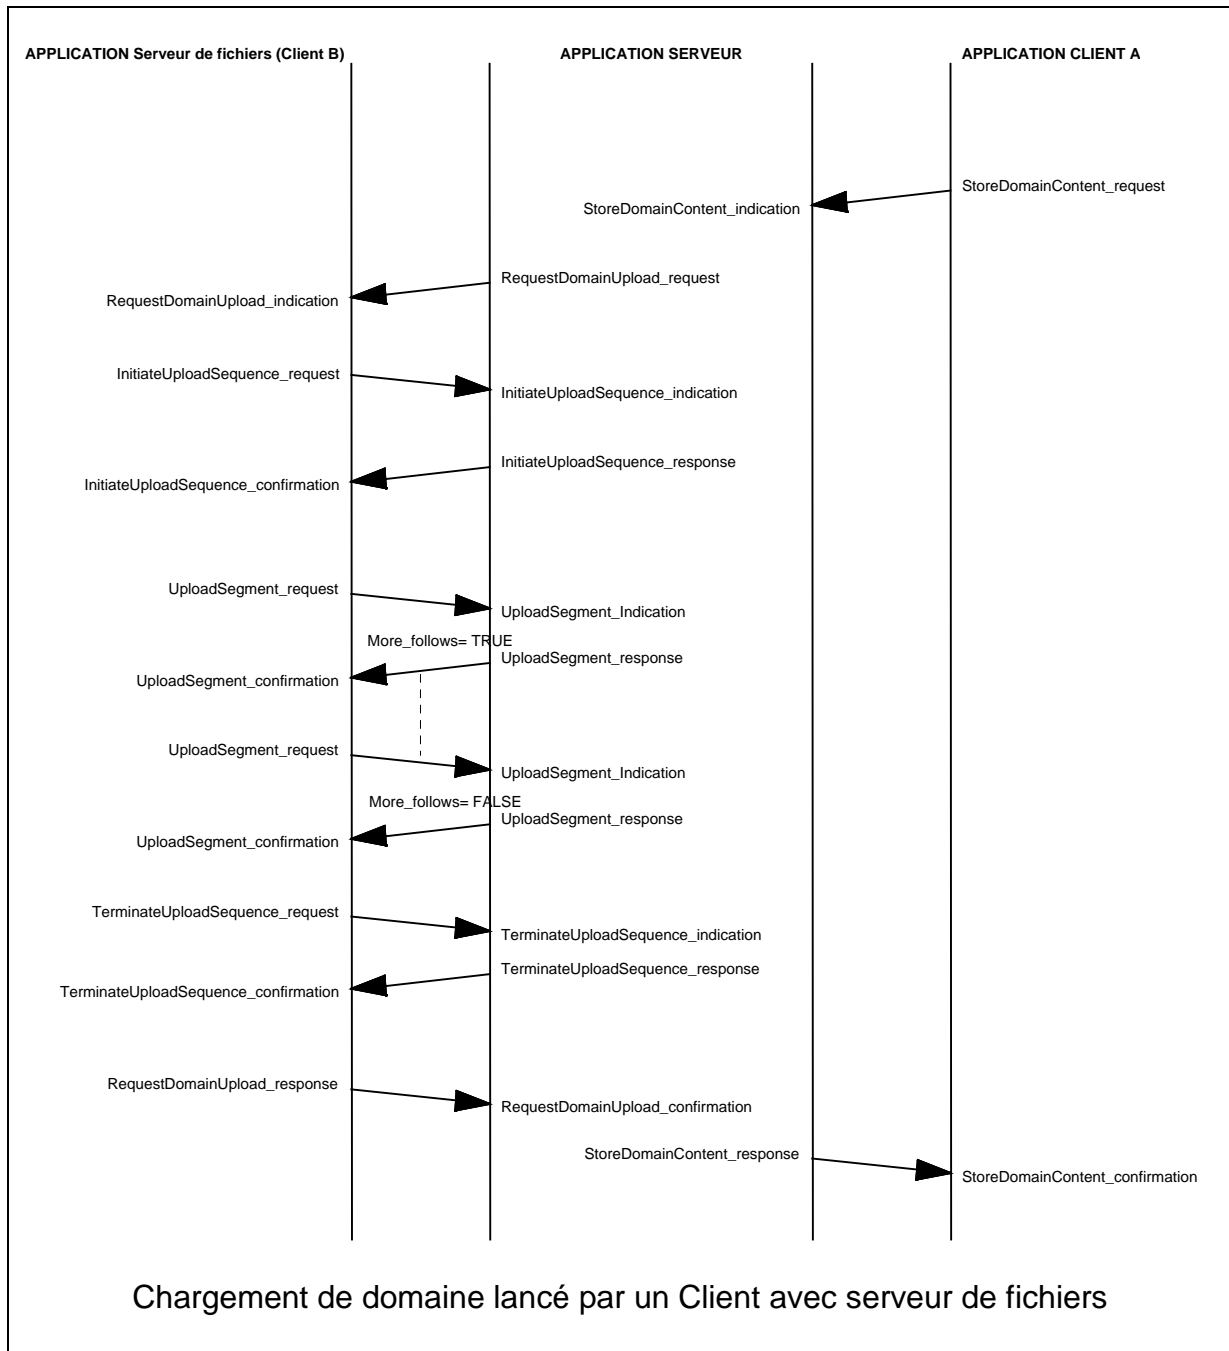 APPLICATION Serveur de fichiers (Client B)
APPLICATION SERVEUR
APPLICATION CLIENT A
StoreDomainContent_request
StoreDomainContent_indication
RequestDomainUpload_request
RequestDomainUpload_indication
InitiateUploadSequence_request
InitiateUploadSequence_indication
InitiateUploadSequence_response
InitiateUploadSequence_confirmation
UploadSegment_request
UploadSegment_Indication
More_follows= TRUE
UploadSegment_response
UploadSegment_confirmation
UploadSegment_request
UploadSegment_Indication
More_follows= FALSE
UploadSegment_response
UploadSegment_confirmation
TerminateUploadSequence_request
TerminateUploadSequence_indication
TerminateUploadSequence_response
TerminateUploadSequence_confirmation
RequestDomainUpload_response
RequestDomainUpload_confirmation
StoreDomainContent_response
StoreDomainContent_confirmation
Chargement de domaine lancé par un Client avec serveur de fichiers